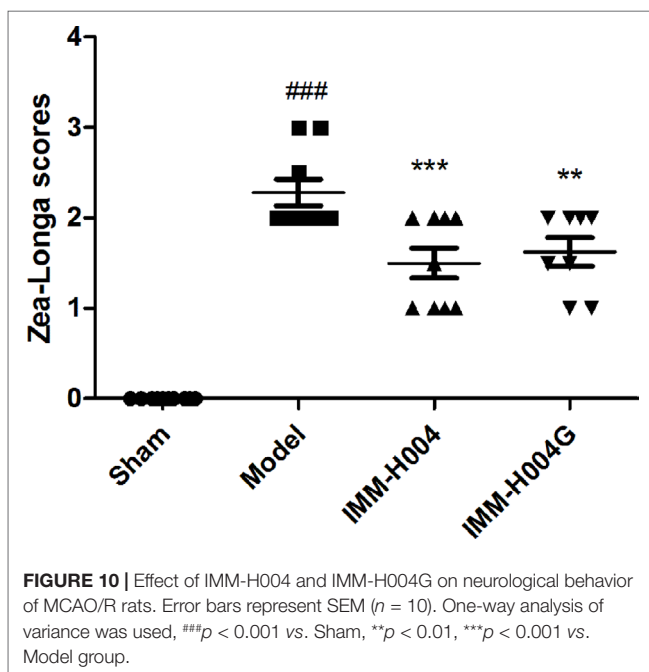 4
3
2
1
0
Zea-Longa scores
###
***
**
Sham
Model
IMM-H004
IMM-H004G
FIGURE 10 | Effect of IMM-H004 and IMM-H004G on neurological behavior
of MCAO/R rats. Error bars represent SEM (n = 10). One-way analysis of
variance was used, ###p < 0.001 vs. Sham, **p < 0.01, ***p < 0.001 vs.
Model group.